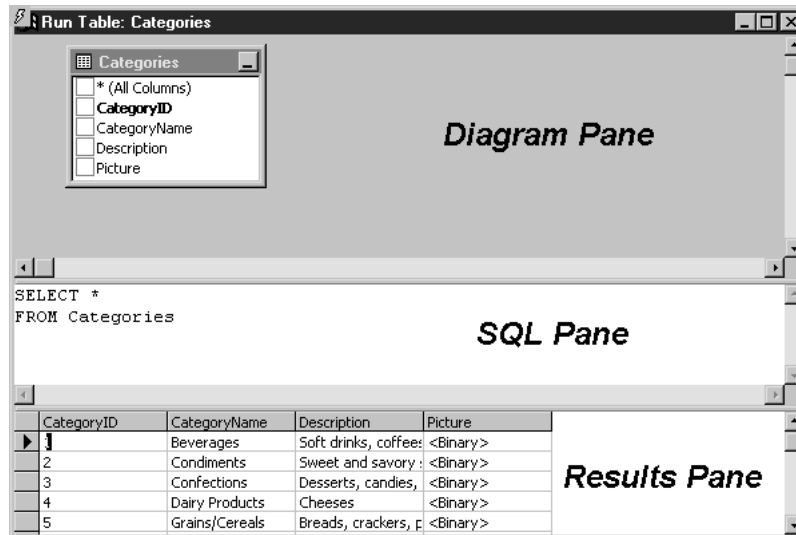 Run Table: Categories
Categories
* (All Columns)
CategoryID
CategoryName
Description
Picture
Diagram Pane
SELECT *
FROM Categories
SQL Pane
CategoryID CategoryName Description Picture
1 Beverages Soft drinks, coffees <Binary>
2 Condiments Sweet and savory <Binary>
3 Confections Desserts, candies, <Binary>
4 Dairy Products Cheeses <Binary>
5 Grains/Cereals Breads, crackers, p <Binary>
Results Pane